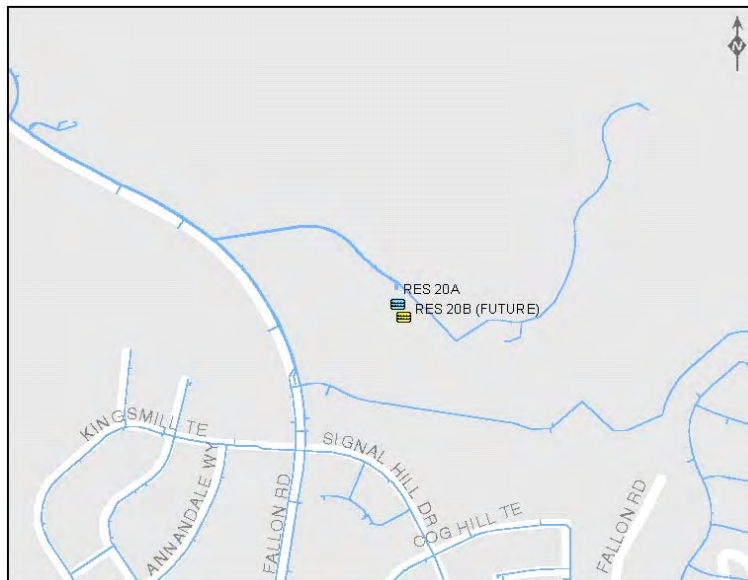 N
RES 20A
RES 20B (FUTURE)
KINGSMILL TE
SIGNAL HILL DR
ANNANDALE WY
FALLON RD
COG HILL TE
FALLON RD